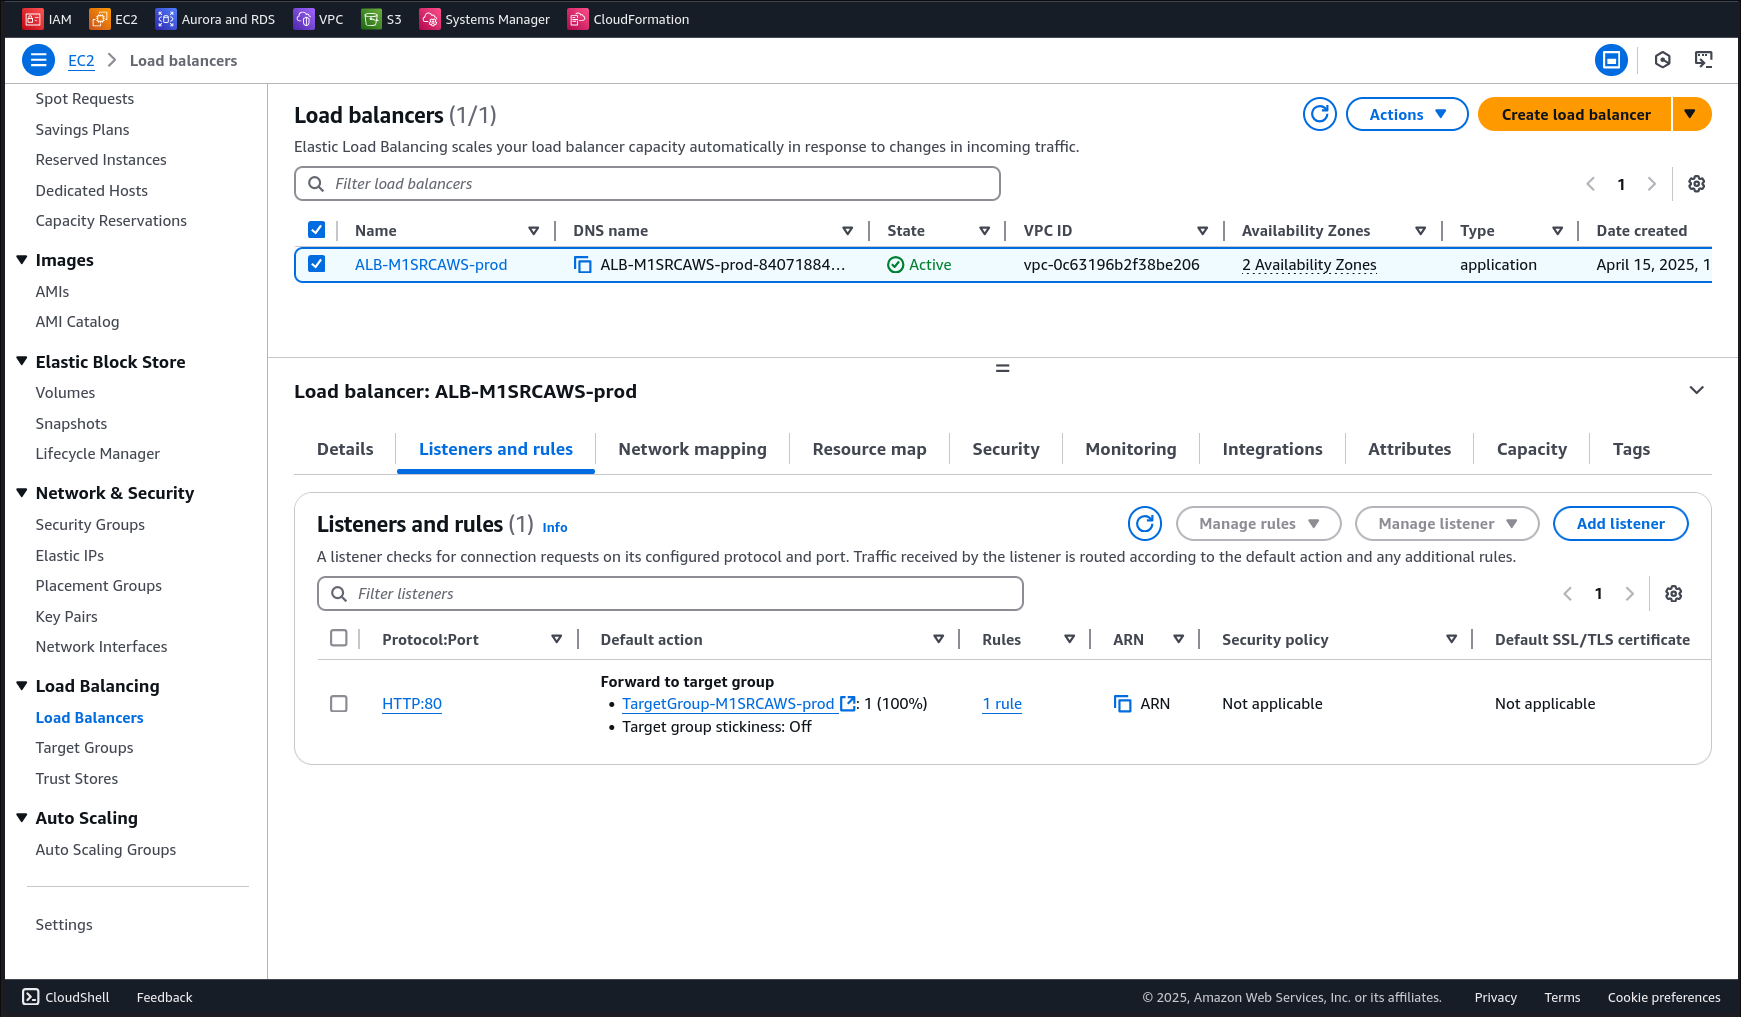 IAM EC2 Aurora and RDS VPC S3 Systems Manager CloudFormation
EC2 Load balancers
Spot Requests
Savings Plans
Reserved Instances
Dedicated Hosts
Capacity Reservations
Images
AMIs
AMI Catalog
Elastic Block Store
Volumes
Snapshots
Lifecycle Manager
Network & Security
Security Groups
Elastic IPs
Placement Groups
Key Pairs
Network Interfaces
Load Balancing
Load Balancers
Target Groups
Trust Stores
Auto Scaling
Auto Scaling Groups
Settings
Load balancers (1/1) Actions Create load balancer
Elastic Load Balancing scales your load balancer capacity automatically in response to changes in incoming traffic.
Filter load balancers 1
Name DNS name State VPC ID Availability Zones Type Date created
ALB-M1SRCAWS-prod ALB-M1SRCAWS-prod-84071884... Active vpc-0c63196b2f38be206 2 Availability Zones application April 15, 2025, 1
Load balancer: ALB-M1SRCAWS-prod
Details Listeners and rules Network mapping Resource map Security Monitoring Integrations Attributes Capacity Tags
Listeners and rules (1) Info Manage rules Manage listener Add listener
A listener checks for connection requests on its configured protocol and port. Traffic received by the listener is routed according to the default action and any additional rules.
Filter listeners 1
Protocol:Port Default action Rules ARN Security policy Default SSL/TLS certificate
Forward to target group
HTTP:80 • TargetGroup-M1SRCAWS-prod : 1 (100%) 1 rule ARN Not applicable Not applicable
• Target group stickiness: Off
CloudShell Feedback © 2025, Amazon Web Services, Inc. or its affiliates. Privacy Terms Cookie preferences